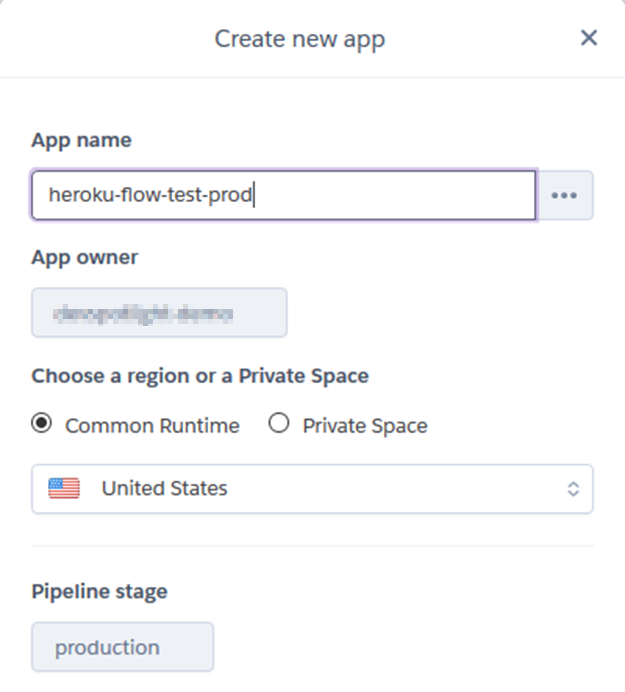 Create new app
App name
heroku-flow-test-prod
App owner
Choose a region or a Private Space
Common Runtime Private Space
United States
Pipeline stage
production